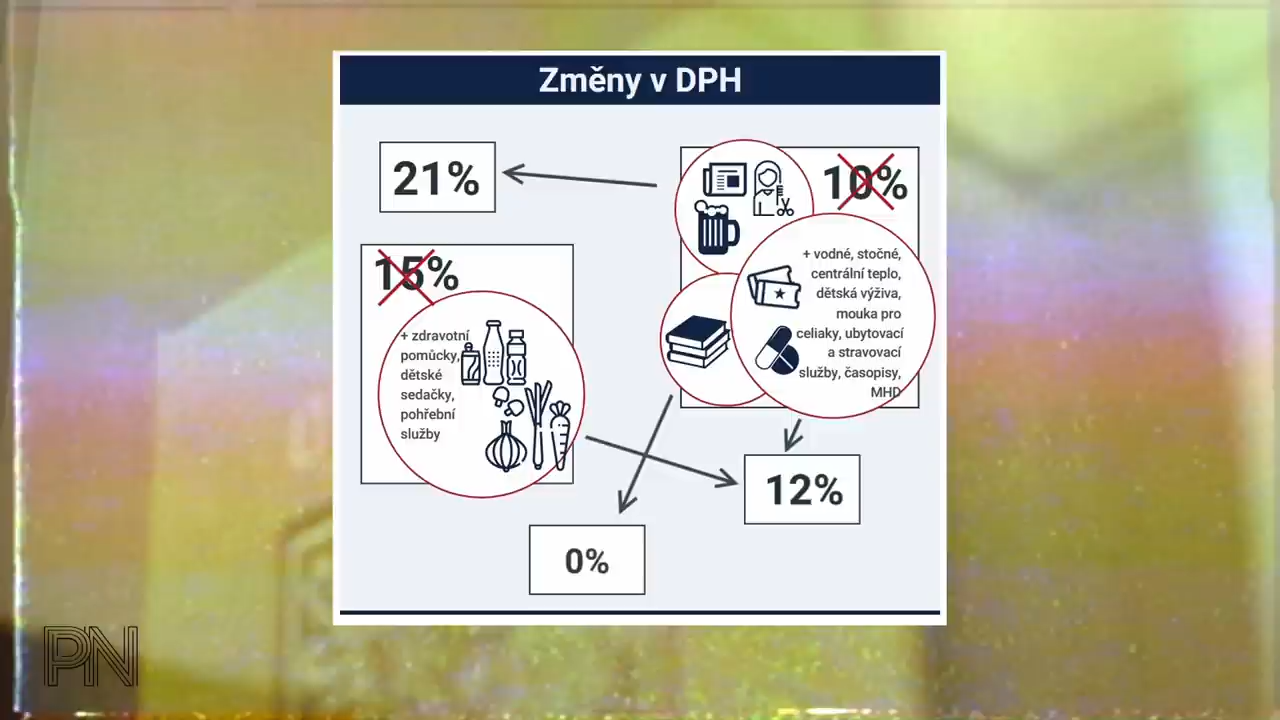 Změny v DPH
21%
10%
+ vodné, stočné,
centrální teplo,
dětská výživa,
mouka pro
celiaky, ubytovací
a stravovací
služby, časopisy,
MHD
15%
+ zdravotní
pomůcky,
dětské
sedačky,
pohřební
služby
12%
0%
PN